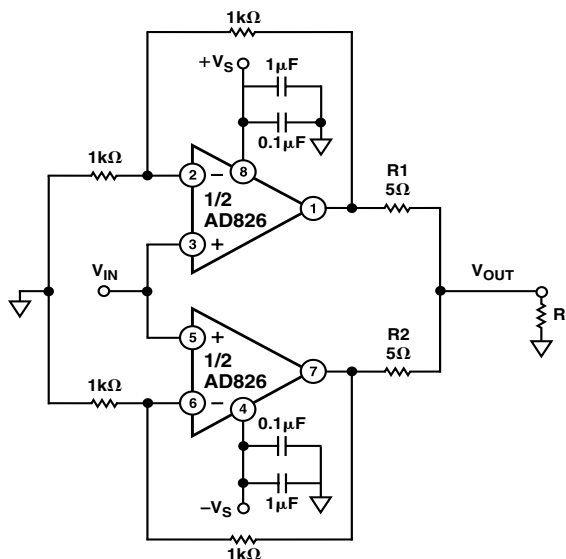 1kΩ
1μF
+VS
0.1μF
1kΩ
2 − 8
1/2
AD826
1
R1
5Ω
3 +
VIN
VOUT
R
5 +
1/2
AD826
7
R2
5Ω
1kΩ
6 −
4
0.1μF
1μF
−VS
1kΩ